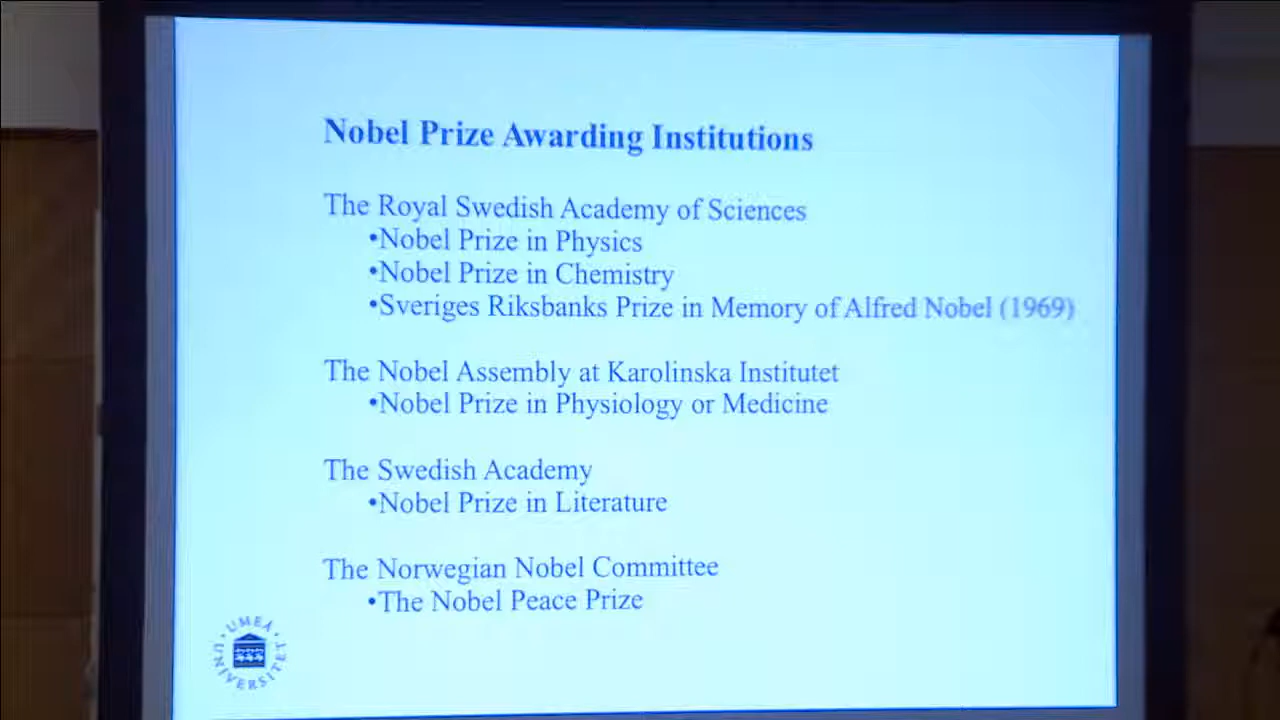 Nobel Prize Awarding Institutions
The Royal Swedish Academy of Sciences
•Nobel Prize in Physics
•Nobel Prize in Chemistry
•Sveriges Riksbanks Prize in Memory of Alfred Nobel (1969)
The Nobel Assembly at Karolinska Institutet
•Nobel Prize in Physiology or Medicine
The Swedish Academy
•Nobel Prize in Literature
The Norwegian Nobel Committee
•The Nobel Peace Prize
UMEÅ
UNIVERSITET